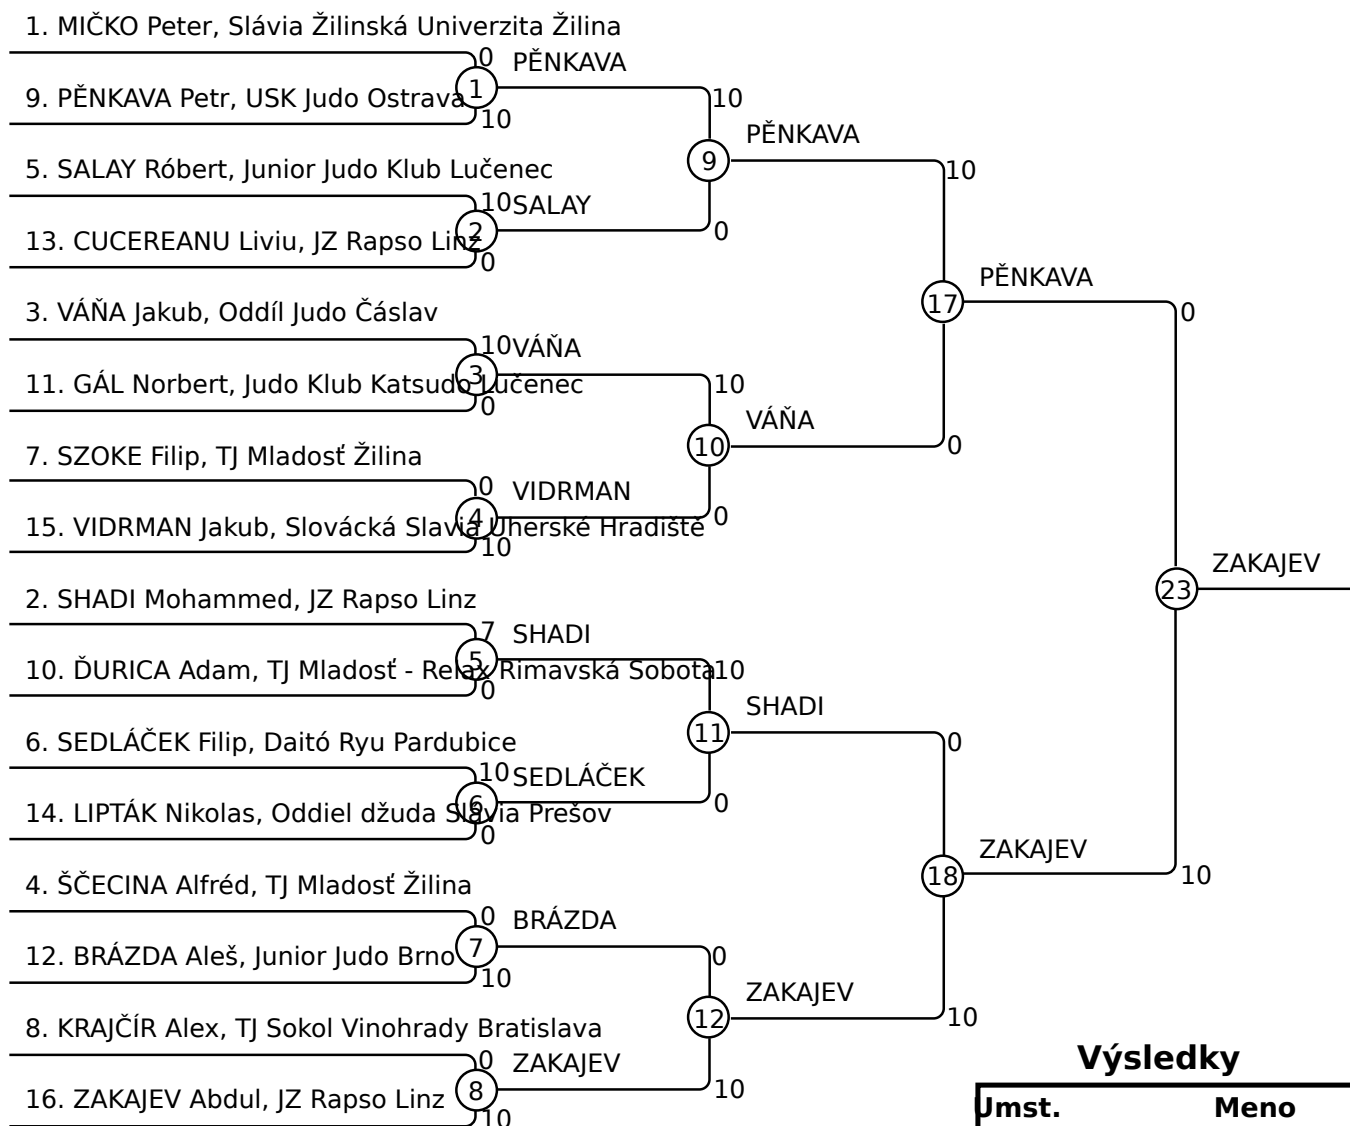 1. MIČKO Peter, Slávia Žilinská Univerzita Žilina
0
PĚNKAVA
1
9. PĚNKAVA Petr, USK Judo Ostrava
10
10
PĚNKAVA
9
10
5. SALAY Róbert, Junior Judo Klub Lučenec
10
SALAY
2
0
13. CUCEREANU Liviu, JZ Rapso Linz
0
PĚNKAVA
17
0
3. VÁŇA Jakub, Oddíl Judo Čáslav
10
VÁŇA
3
10
11. GÁL Norbert, Judo Klub Katsudo Lučenec
0
VÁŇA
10
0
7. SZOKE Filip, TJ Mladosť Žilina
0
VIDRMAN
4
0
15. VIDRMAN Jakub, Slovácká Slavia Uherské Hradiště
10
ZAKAJEV
23
2. SHADI Mohammed, JZ Rapso Linz
7
SHADI
5
10. ĎURICA Adam, TJ Mladosť - Relax Rimavská Sobota
10
0
SHADI
11
0
6. SEDLÁČEK Filip, Daitó Ryu Pardubice
10
SEDLÁČEK
6
0
14. LIPTÁK Nikolas, Oddiel džuda Slávia Prešov
0
ZAKAJEV
18
10
4. ŠČECINA Alfréd, TJ Mladosť Žilina
0
BRÁZDA
7
0
12. BRÁZDA Aleš, Junior Judo Brno
10
ZAKAJEV
12
10
8. KRAJČÍR Alex, TJ Sokol Vinohrady Bratislava
0
ZAKAJEV
8
10
16. ZAKAJEV Abdul, JZ Rapso Linz
10
Výsledky
Umst. Meno